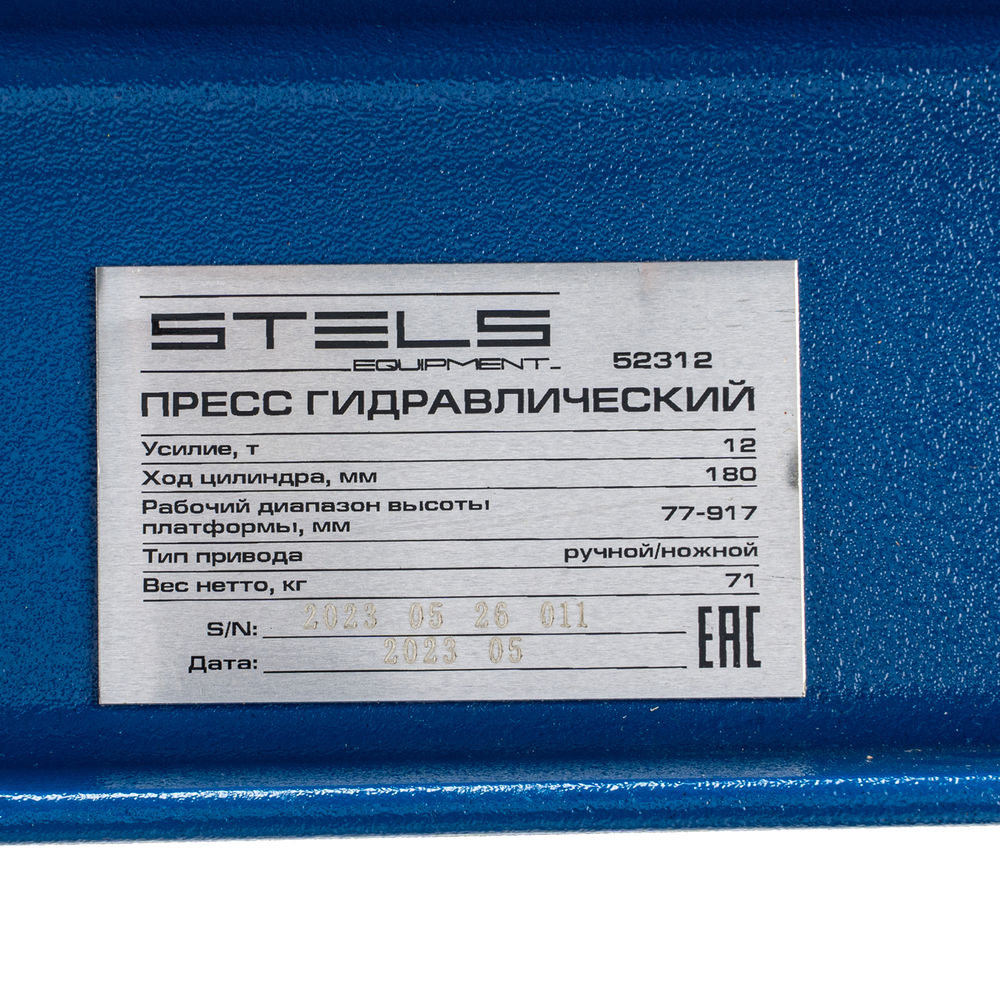 STELS
EQUIPMENT 52312
ПРЕСС ГИДРАВЛИЧЕСКИЙ
Усилие, т 12
Ход цилиндра, мм 180
Рабочий диапазон высоты
платформы, мм 77-917
Тип привода ручной/ножной
Вес нетто, кг 71
S/N: 2023 05 26 011
Дата: 2023 05
EAC